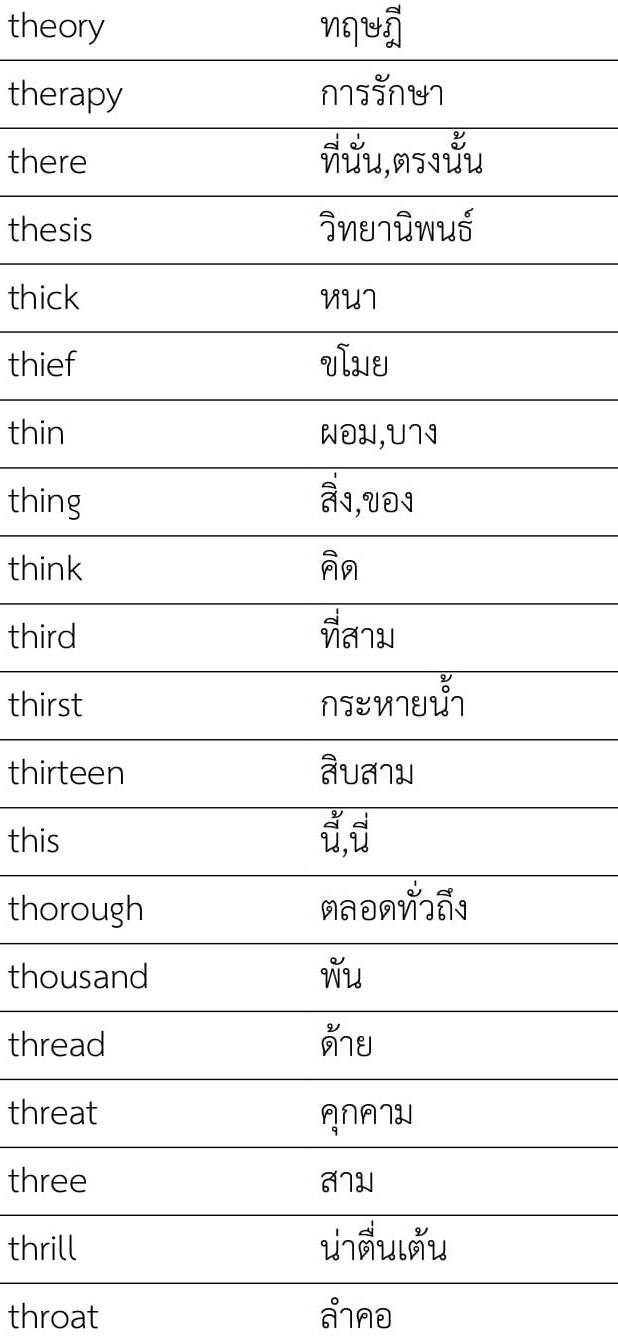 theory ทฤษฎี
therapy การรักษา
there ที่นั่น,ตรงนั้น
thesis วิทยานิพนธ์
thick หนา
thief ขโมย
thin ผอม,บาง
thing สิ่ง,ของ
think คิด
third ที่สาม
thirst กระหายน้ำ
thirteen สิบสาม
this นี้,นี่
thorough ตลอดทั่วถึง
thousand พัน
thread ด้าย
threat คุกคาม
three สาม
thrill น่าตื่นเต้น
throat ลำคอ